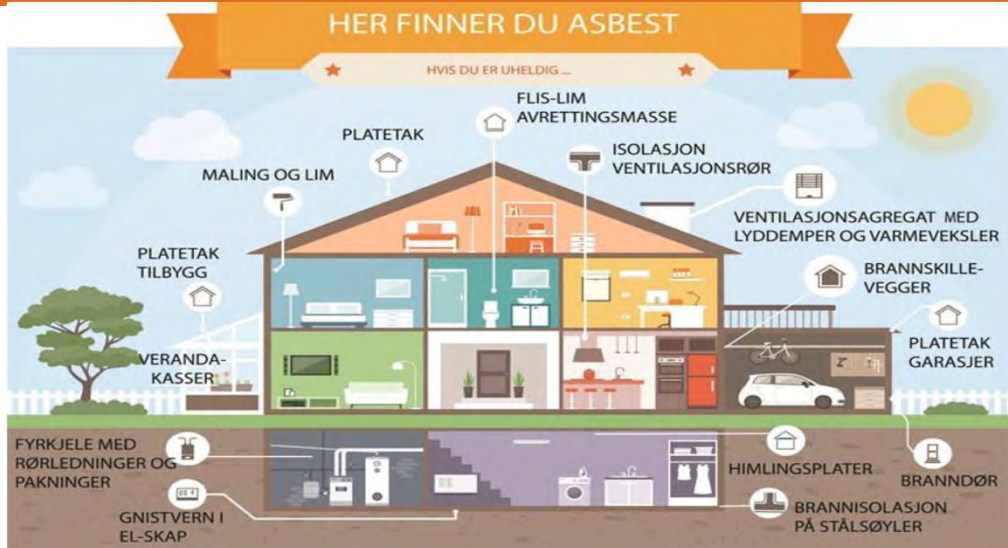 HER FINNER DU ASBEST
HVIS DU ER UHELDIG ...
FLIS-LIM
AVRETTINGSMASSE
PLATETAK
ISOLASJON
VENTILASJONSRØR
MALING OG LIM
VENTILASJONSAGREGAT MED
LYDDEMPER OG VARMEVEKSLER
PLATETAK
TILBYGG
BRANNSKILLE-
VEGGER
VERANDA-
KASSER
PLATETAK
GARASJER
FYRKJELE MED
RØRLEDNINGER OG
PAKNINGER
HIMLINGSPLATER
BRANNDØR
GNISTVERN I
EL-SKAP
BRANNISOLASJON
PÅ STÅLSØYLER